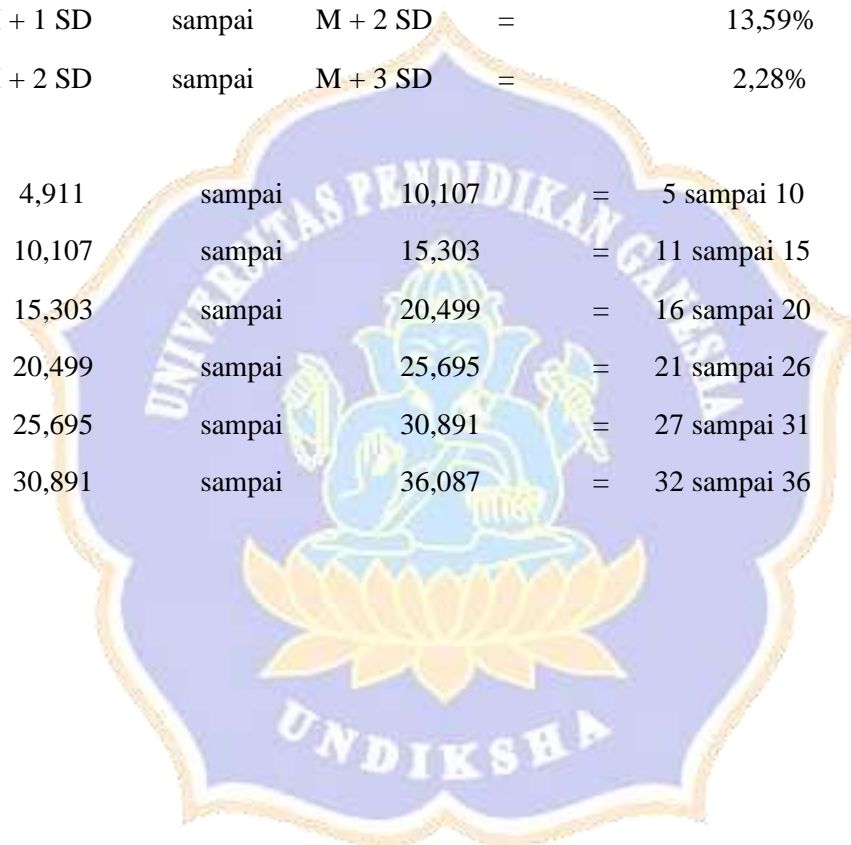 + 1 SD sampai M + 2 SD = 13,59%
+ 2 SD sampai M + 3 SD = 2,28%
4,911 sampai 10,107 = 5 sampai 10
10,107 sampai 15,303 = 11 sampai 15
15,303 sampai 20,499 = 16 sampai 20
20,499 sampai 25,695 = 21 sampai 26
25,695 sampai 30,891 = 27 sampai 31
30,891 sampai 36,087 = 32 sampai 36
UNIVERSITAS PENDIDIKAN GANESHA
UNDIKSHA